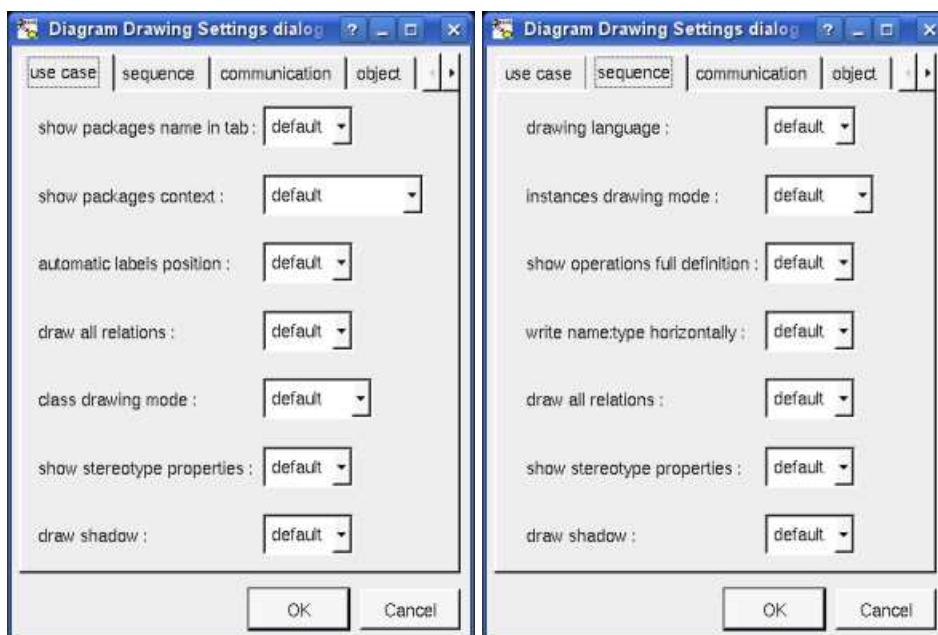 Diagram Drawing Settings dialog
use case
sequence
communication
object
show packages name in tab : default
show packages context : default
automatic labels position : default
draw all relations : default
class drawing mode : default
show stereotype properties : default
draw shadow : default
OK
Cancel
Diagram Drawing Settings dialog
use case
sequence
communication
object
drawing language : default
instances drawing mode : default
show operations full definition : default
write name:type horizontally : default
draw all relations : default
show stereotype properties : default
draw shadow : default
OK
Cancel